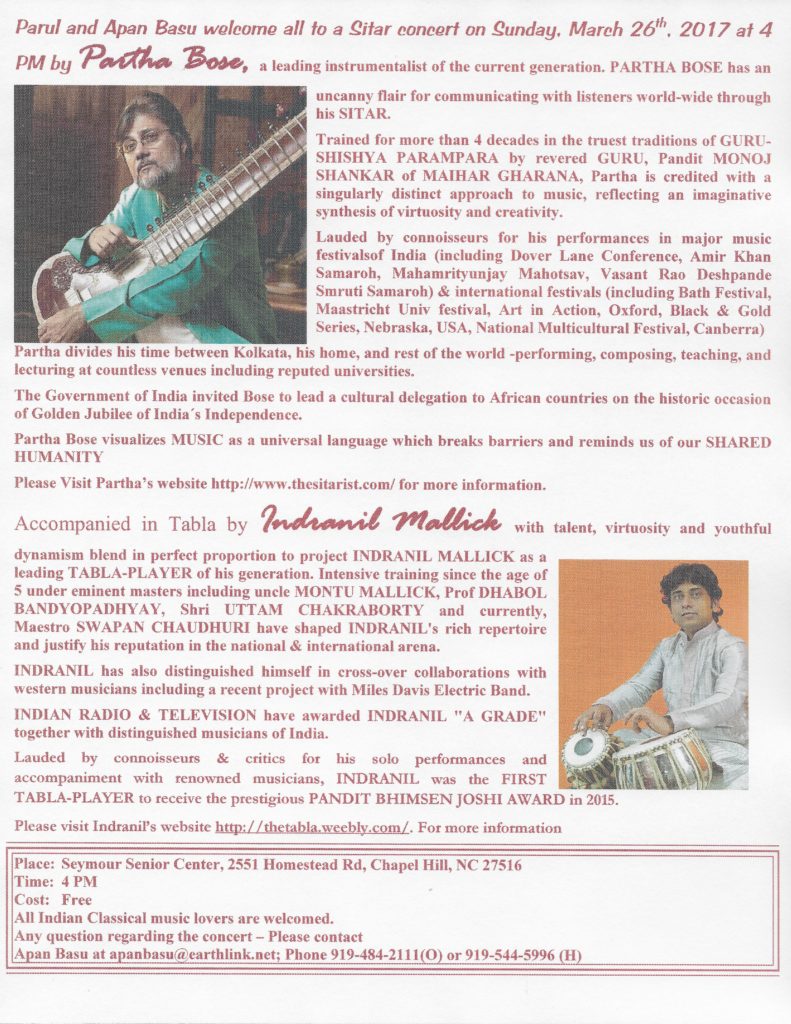 Parul and Apan Basu welcome all to a Sitar concert on Sunday, March 26th, 2017 at 4
PM by Partha Bose, a leading instrumentalist of the current generation. PARTHA BOSE has an
uncanny flair for communicating with listeners world-wide through
his SITAR.
Trained for more than 4 decades in the truest traditions of GURU-
SHISHYA PARAMPARA by revered GURU, Pandit MONOJ
SHANKAR of MAIHAR GHARANA, Partha is credited with a
singularly distinct approach to music, reflecting an imaginative
synthesis of virtuosity and creativity.
Lauded by connoisseurs for his performances in major music
festivalsof India (including Dover Lane Conference, Amir Khan
Samaroh, Mahamrityunjay Mahotsav, Vasant Rao Deshpande
Smruti Samaroh) & international festivals (including Bath Festival,
Maastricht Univ festival, Art in Action, Oxford, Black & Gold
Series, Nebraska, USA, National Multicultural Festival, Canberra)
Partha divides his time between Kolkata, his home, and rest of the world -performing, composing, teaching, and
lecturing at countless venues including reputed universities.
The Government of India invited Bose to lead a cultural delegation to African countries on the historic occasion
of Golden Jubilee of India´s Independence.
Partha Bose visualizes MUSIC as a universal language which breaks barriers and reminds us of our SHARED
HUMANITY
Please Visit Partha's website http://www.thesitarist.com/ for more information.
Accompanied in Tabla by Indranil Mallick with talent, virtuosity and youthful
dynamism blend in perfect proportion to project INDRANIL MALLICK as a
leading TABLA-PLAYER of his generation. Intensive training since the age of
5 under eminent masters including uncle MONTU MALLICK, Prof DHABOL
BANDYOPADHYAY, Shri UTTAM CHAKRABORTY and currently,
Maestro SWAPAN CHAUDHURI have shaped INDRANIL's rich repertoire
and justify his reputation in the national & international arena.
INDRANIL has also distinguished himself in cross-over collaborations with
western musicians including a recent project with Miles Davis Electric Band.
INDIAN RADIO & TELEVISION have awarded INDRANIL "A GRADE"
together with distinguished musicians of India.
Lauded by connoisseurs & critics for his solo performances and
accompaniment with renowned musicians, INDRANIL was the FIRST
TABLA-PLAYER to receive the prestigious PANDIT BHIMSEN JOSHI AWARD in 2015.
Please visit Indranil's website http://thetabla.weebly.com/. For more information
Place: Seymour Senior Center, 2551 Homestead Rd, Chapel Hill, NC 27516
Time: 4 PM
Cost: Free
All Indian Classical music lovers are welcomed.
Any question regarding the concert – Please contact
Apan Basu at apanbasu@earthlink.net; Phone 919-484-2111(O) or 919-544-5996 (H)